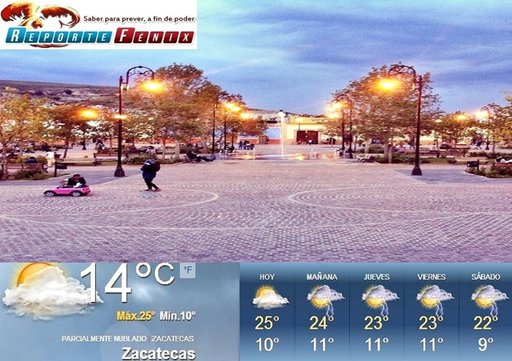 Saber para prever, a fin de poder.
REPORTE FENIX
14°C
°F
Máx.25° Mín.10°
PARCIALMENTE NUBLADO ZACATECAS
Zacatecas
HOY MAÑANA JUEVES VIERNES SÁBADO
25° 24° 23° 23° 22°
10° 11° 11° 11° 9°